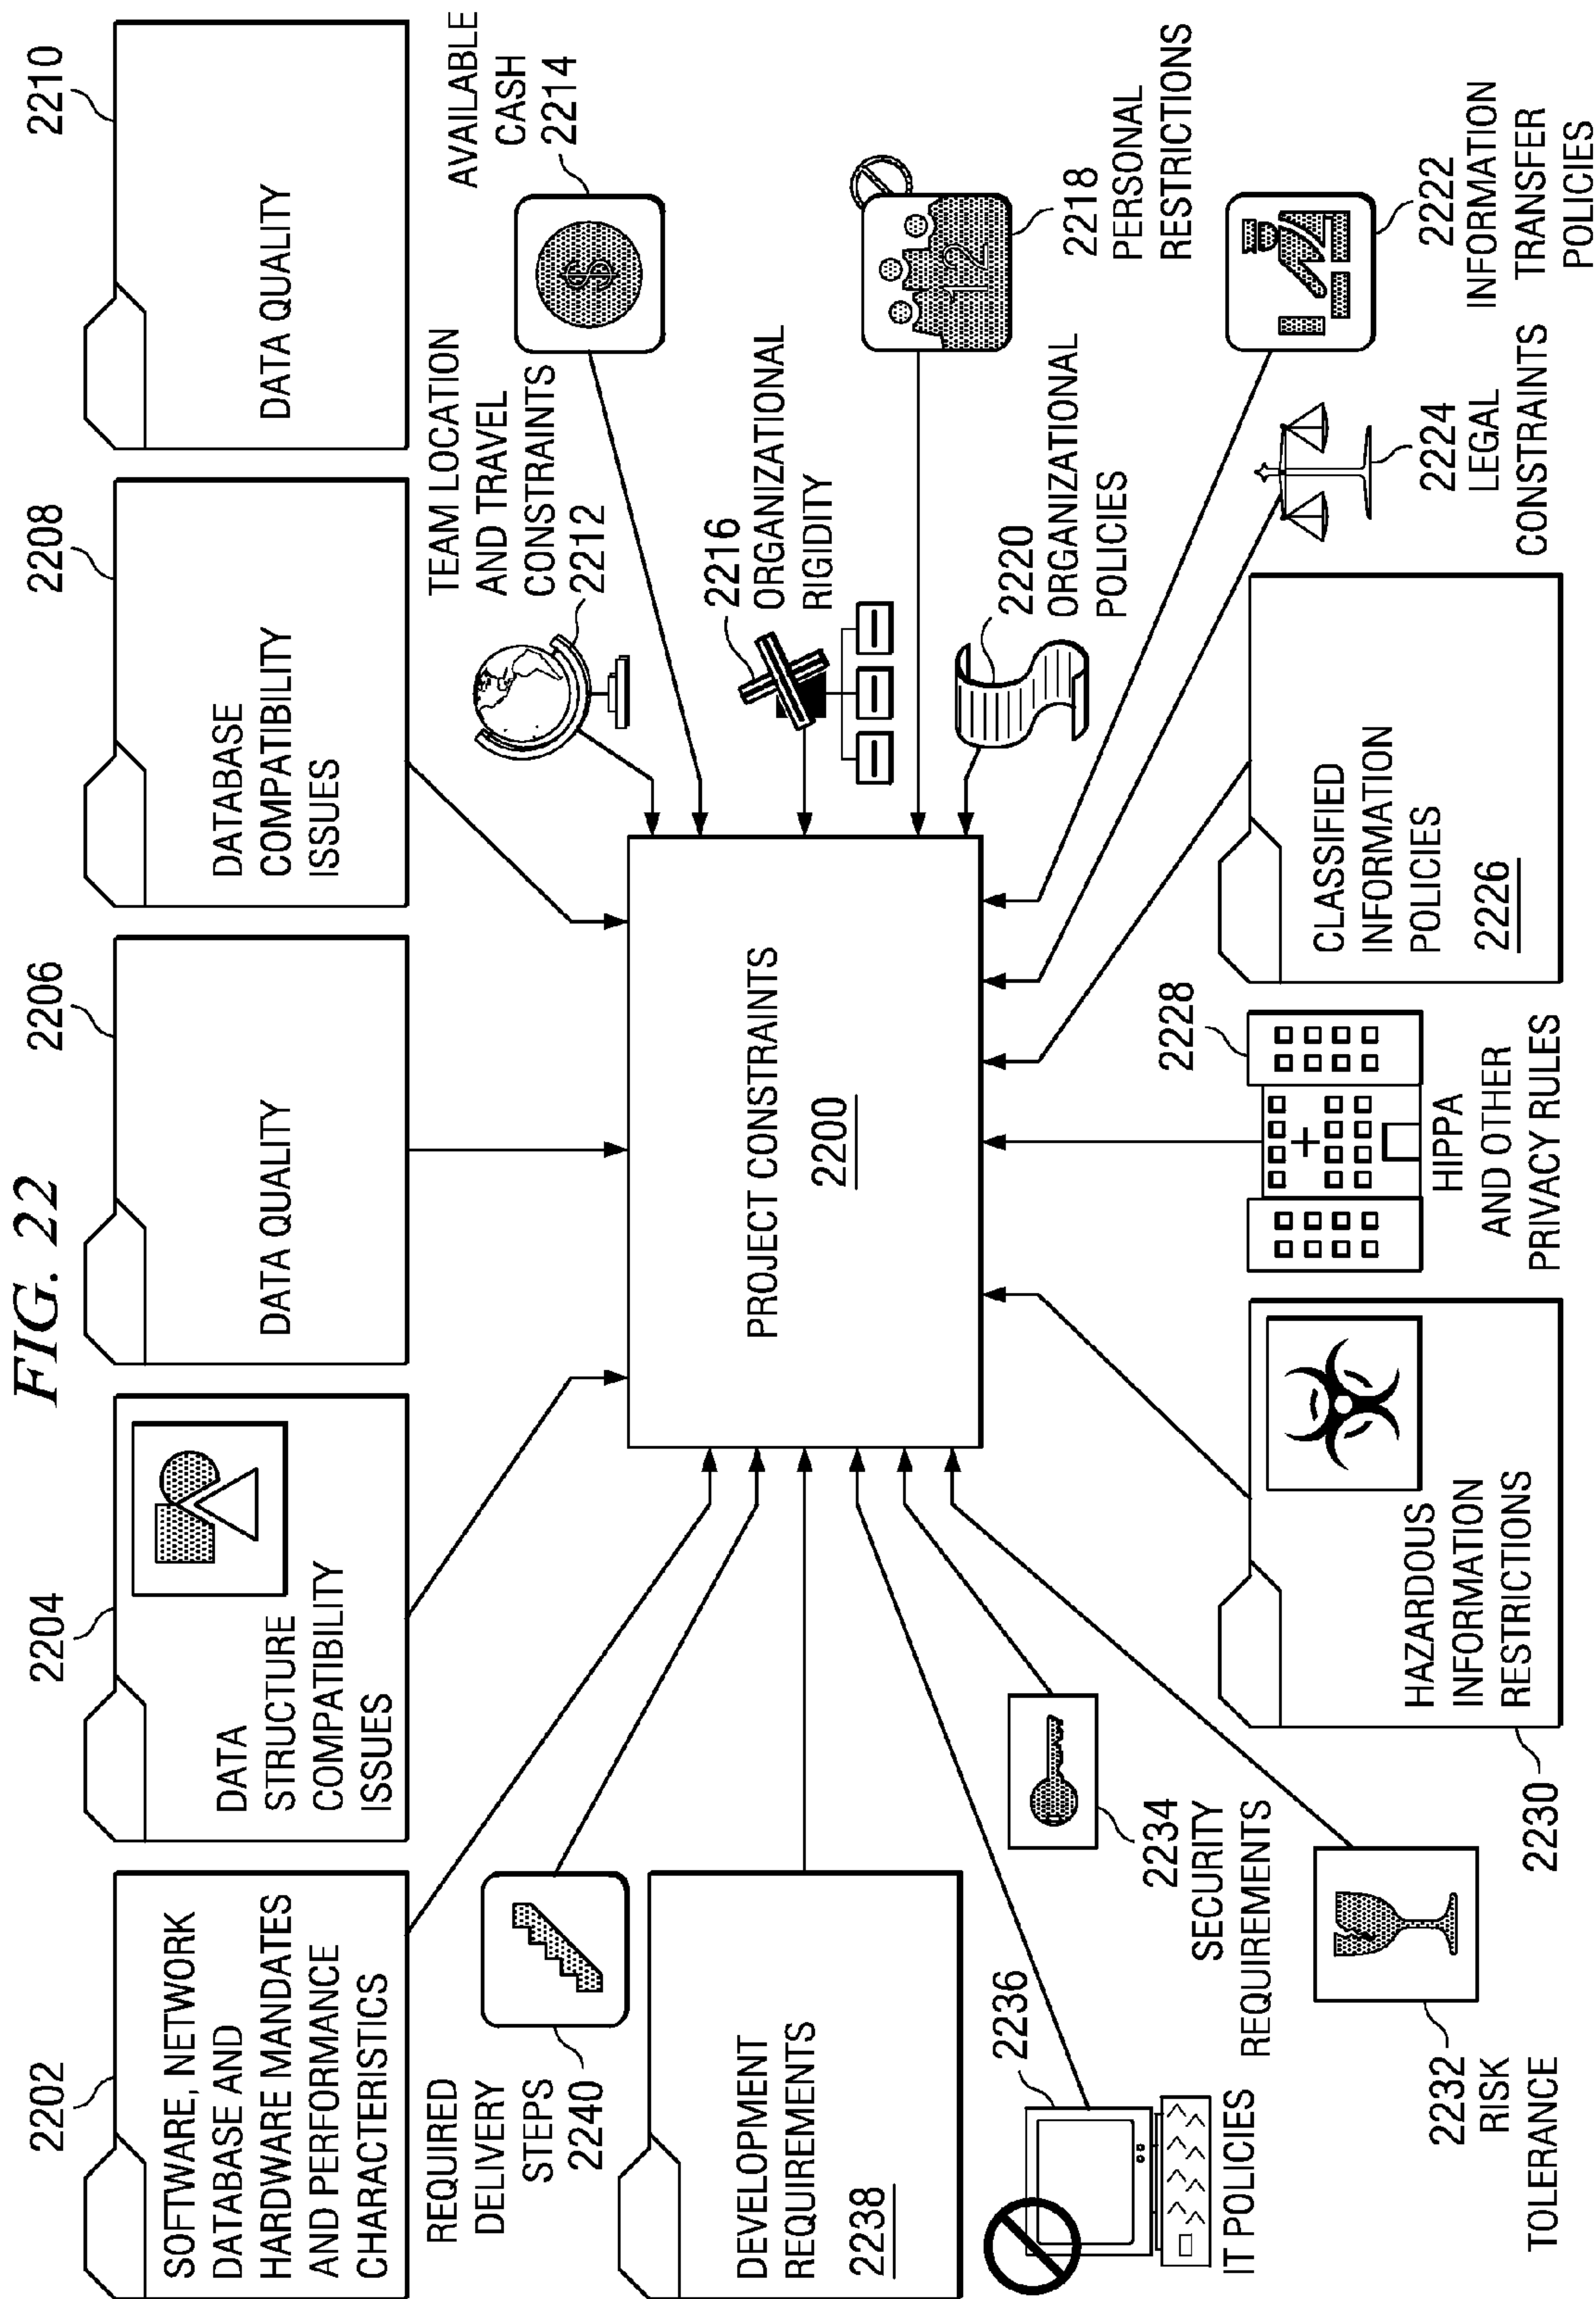 FIG. 22
2202
SOFTWARE, NETWORK
DATABASE AND
HARDWARE MANDATES
AND PERFORMANCE
CHARACTERISTICS
2204
DATA
STRUCTURE
COMPATIBILITY
ISSUES
2206
DATA QUALITY
2208
DATABASE
COMPATIBILITY
ISSUES
2210
DATA QUALITY
REQUIRED
DELIVERY
STEPS
2240
TEAM LOCATION
AND TRAVEL
CONSTRAINTS
2212
AVAILABLE
CASH
2214
$
DEVELOPMENT
REQUIREMENTS
2238
PROJECT CONSTRAINTS
2200
2216
ORGANIZATIONAL
RIGIDITY
12
2218
PERSONAL
RESTRICTIONS
2236
IT POLICIES
2220
ORGANIZATIONAL
POLICIES
2234
SECURITY
REQUIREMENTS
2222
INFORMATION
TRANSFER
POLICIES
2232
RISK
TOLERANCE
2230
HAZARDOUS
INFORMATION
RESTRICTIONS
2228
HIPPA
AND OTHER
PRIVACY RULES
CLASSIFIED
INFORMATION
POLICIES
2226
2224
LEGAL
CONSTRAINTS